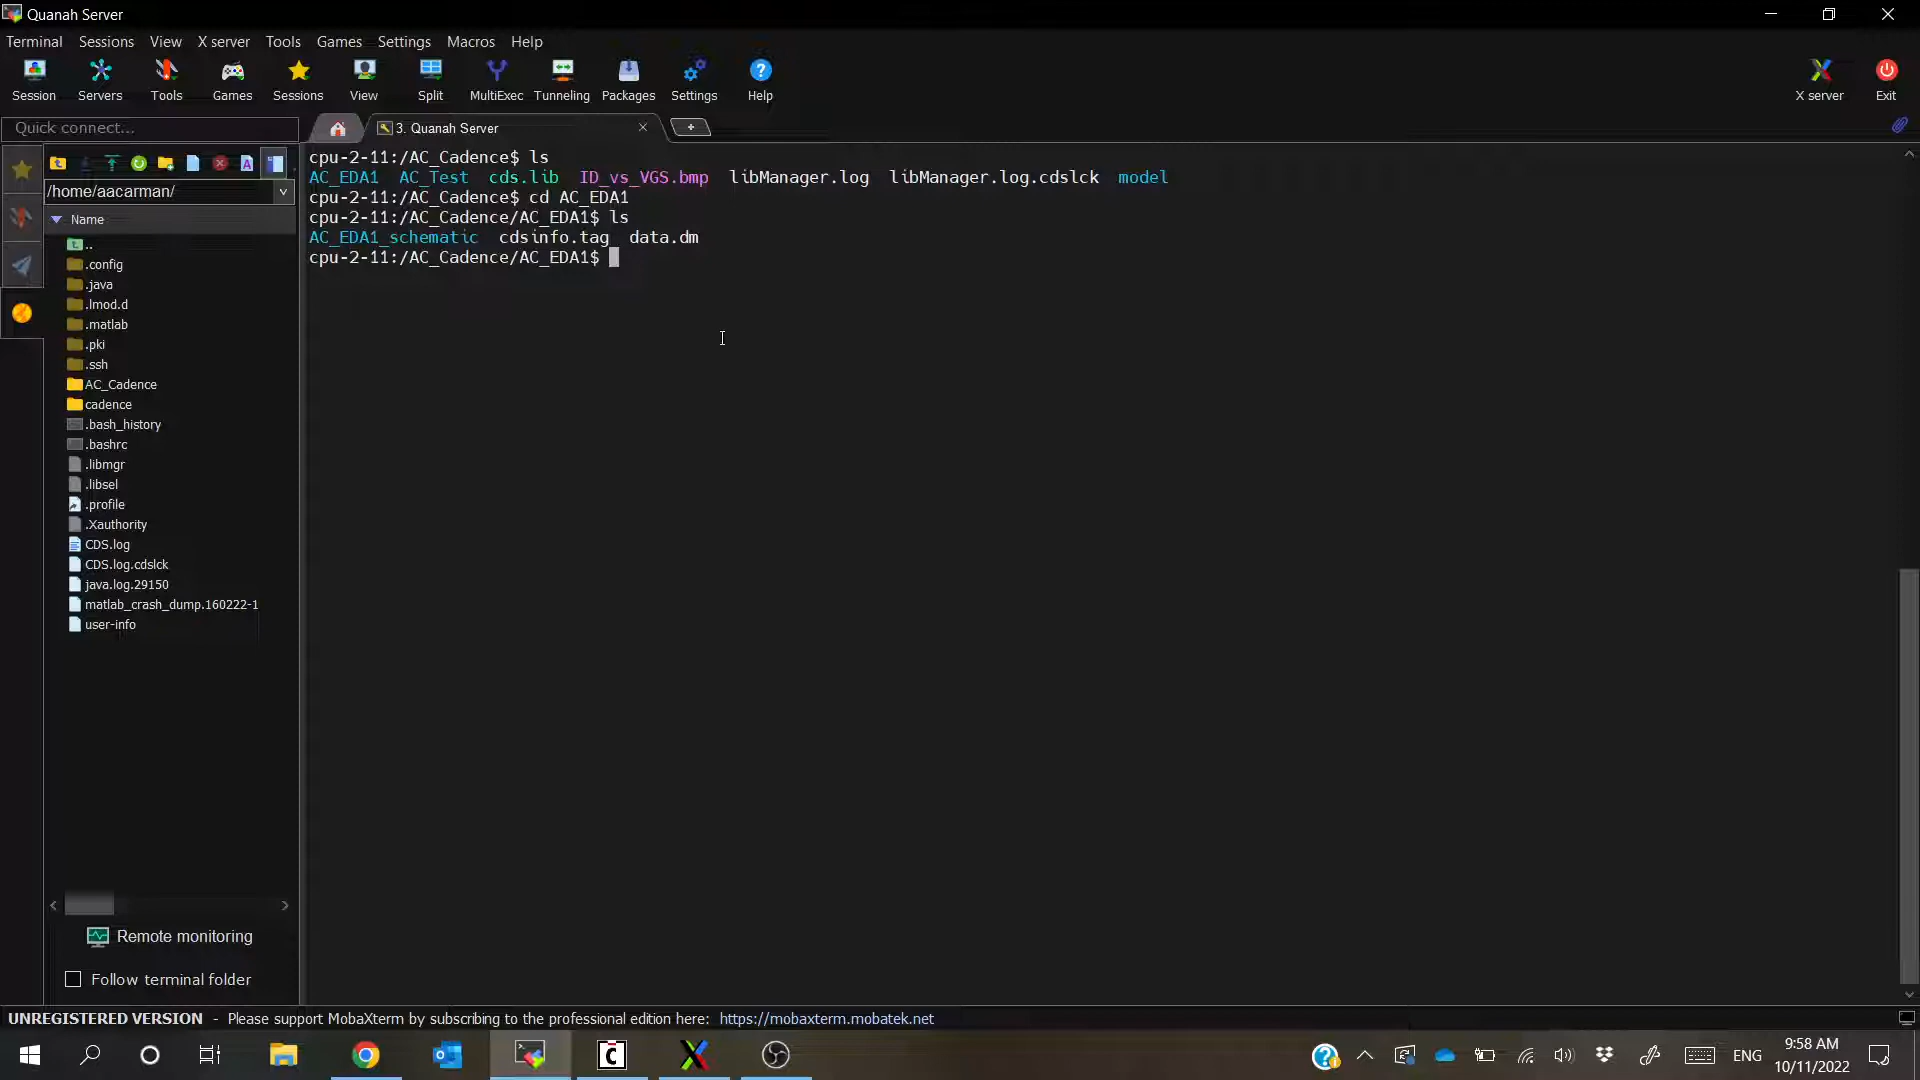 Quanah Server
Terminal Sessions View X server Tools Games Settings Macros Help
Session Servers Tools Games Sessions View Split MultiExec Tunneling Packages Settings Help X server Exit
Quick connect...
3. Quanah Server
/home/aacarman/
Name
..
.config
.java
.lmod.d
.matlab
.pki
.ssh
AC_Cadence
cadence
.bash_history
.bashrc
.libmgr
.libsel
.profile
.Xauthority
CDS.log
CDS.log.cdslck
java.log.29150
matlab_crash_dump.160222-1
user-info
Remote monitoring
Follow terminal folder
cpu-2-11:/AC_Cadence$ ls
AC_EDA1 AC_Test cds.lib ID_vs_VGS.bmp libManager.log libManager.log.cdslck model
cpu-2-11:/AC_Cadence$ cd AC_EDA1
cpu-2-11:/AC_Cadence/AC_EDA1$ ls
AC_EDA1_schematic cdsinfo.tag data.dm
cpu-2-11:/AC_Cadence/AC_EDA1$
UNREGISTERED VERSION - Please support MobaXterm by subscribing to the professional edition here: https://mobaxterm.mobatek.net
ENG
9:58 AM
10/11/2022